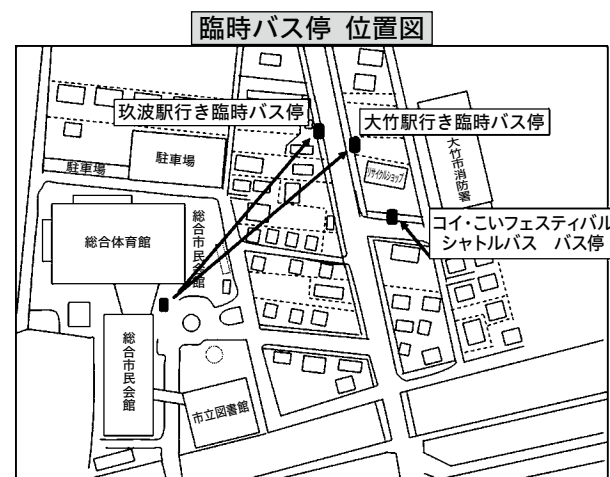 臨時バス停 位置図
玖波駅行き臨時バス停
大竹駅行き臨時バス停
駐車場
駐車場
リサイクルショップ
大竹市消防署
総合体育館
総合市民会館
コイ・こいフェスティバル
シャトルバス バス停
総合市民会館
市立図書館